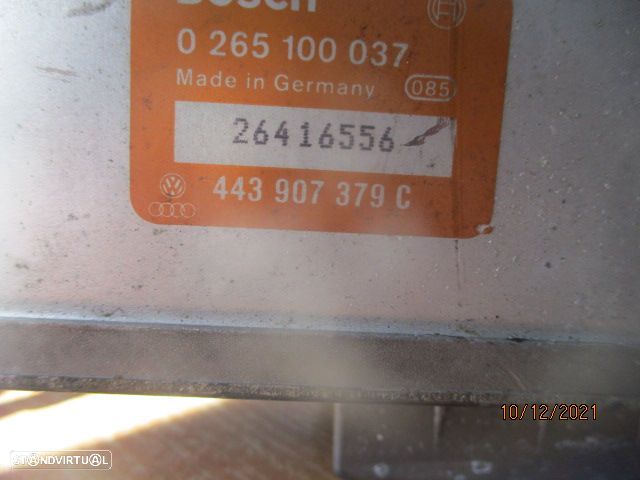 Bosch
0 265 100 037
Made in Germany
085
26416556
443 907 379 C
10/12/2021
STANDVIRTUAL